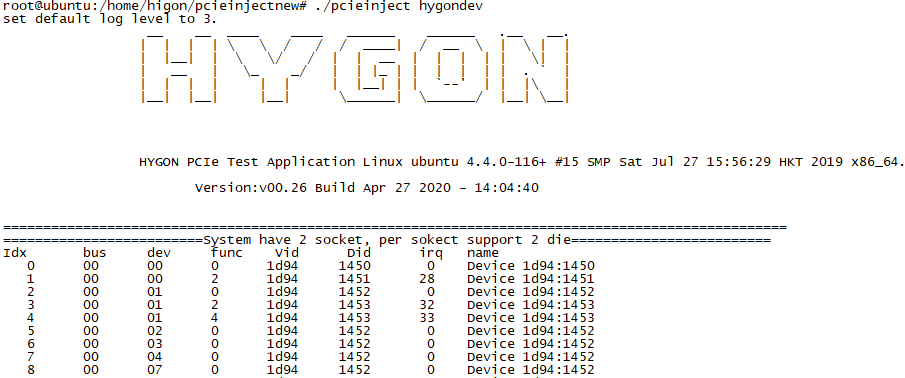 root@ubuntu:/home/higon/pcieinjectnew# ./pcieinject hygondev
set default log level to 3.
HYGON
HYGON PCIe Test Application Linux ubuntu 4.4.0-116+ #15 SMP Sat Jul 27 15:56:29 HKT 2019 x86_64.
Version:v00.26 Build Apr 27 2020 - 14:04:40
==================================================================================================
=========================System have 2 socket, per sokect support 2 die=========================
Idx bus dev func Vid Did irq name
0 00 00 0 1d94 1450 0 Device 1d94:1450
1 00 00 2 1d94 1451 28 Device 1d94:1451
2 00 01 0 1d94 1452 0 Device 1d94:1452
3 00 01 2 1d94 1453 32 Device 1d94:1453
4 00 01 4 1d94 1453 33 Device 1d94:1453
5 00 02 0 1d94 1452 0 Device 1d94:1452
6 00 03 0 1d94 1452 0 Device 1d94:1452
7 00 04 0 1d94 1452 0 Device 1d94:1452
8 00 07 0 1d94 1452 0 Device 1d94:1452